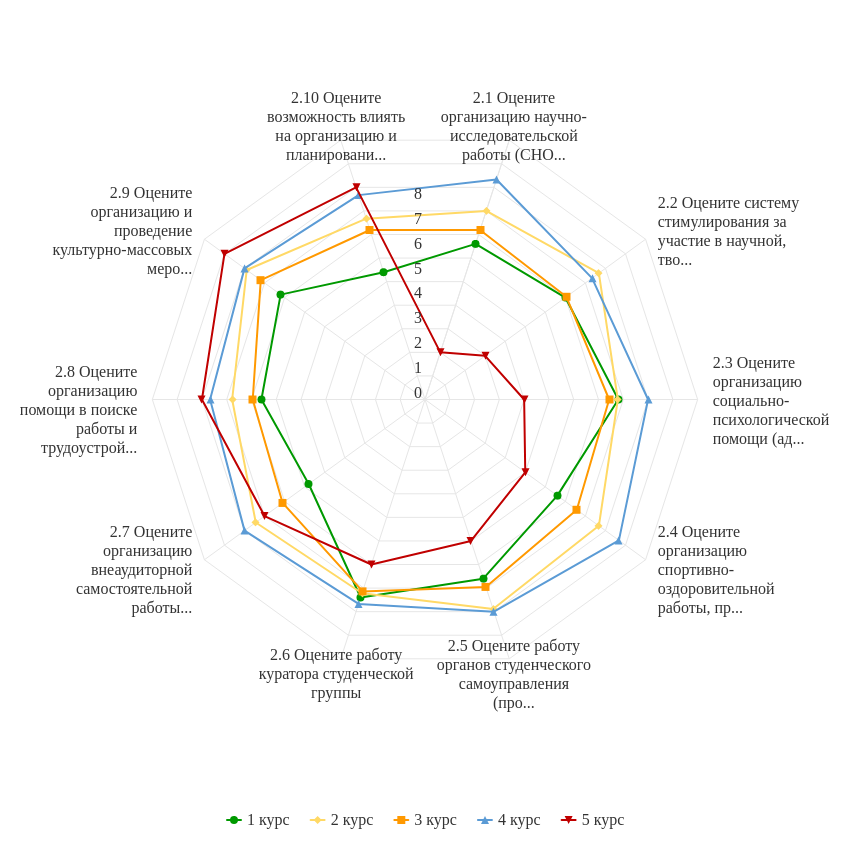 2.10 Оцените
возможность влиять
на организацию и
планировани...
2.1 Оцените
организацию научно-
исследовательской
работы (СНО...
2.9 Оцените
организацию и
проведение
культурно-массовых
меро...
2.2 Оцените систему
стимулирования за
участие в научной,
тво...
8
7
6
5
4
3
2
1
0
2.8 Оцените
организацию
помощи в поиске
работы и
трудоустрой...
2.3 Оцените
организацию
социально-
психологической
помощи (ад...
2.7 Оцените
организацию
внеаудиторной
самостоятельной
работы...
2.4 Оцените
организацию
спортивно-
оздоровительной
работы, пр...
2.6 Оцените работу
куратора студенческой
группы
2.5 Оцените работу
органов студенческого
самоуправления
(про...
1 курс 2 курс 3 курс 4 курс 5 курс